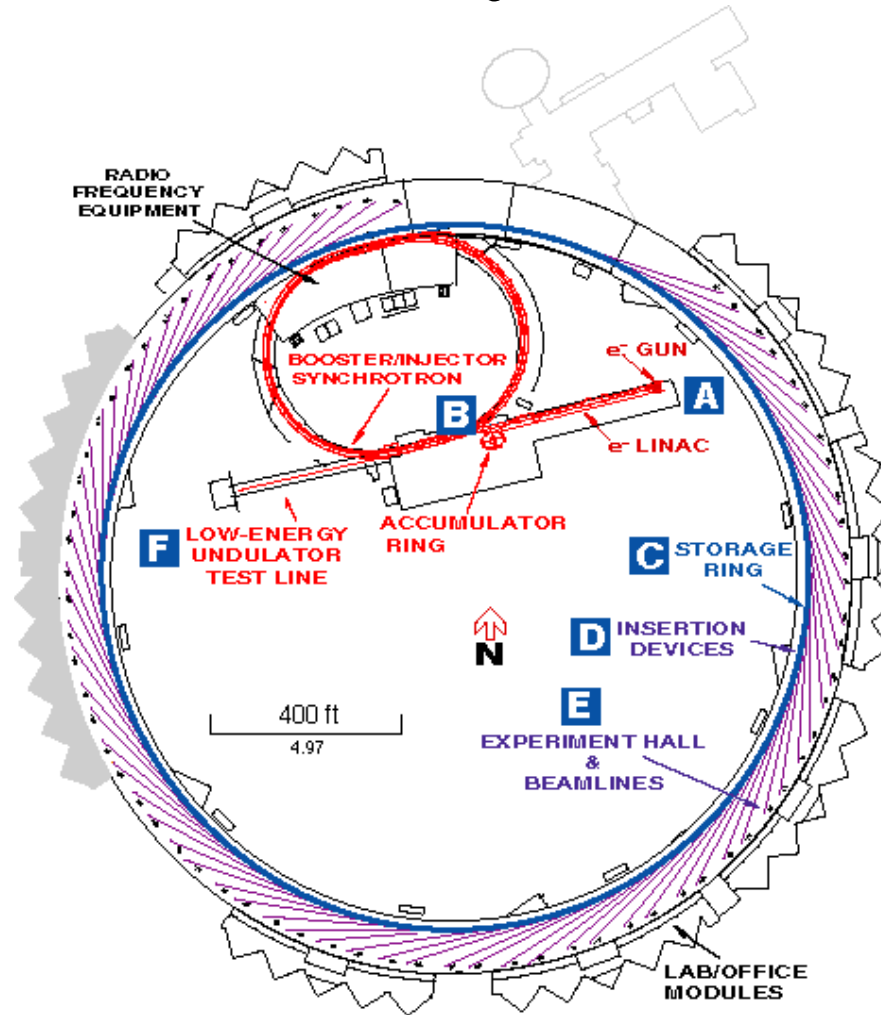 RADIO
FREQUENCY
EQUIPMENT
e⁻ GUN
BOOSTER/INJECTOR
SYNCHROTRON
A
B
e⁻ LINAC
F
LOW-ENERGY
UNDULATOR
TEST LINE
ACCUMULATOR
RING
C
STORAGE
RING
D
INSERTION
DEVICES
N
E
400 ft
4.97
EXPERIMENT HALL
&
BEAMLINES
LAB/OFFICE
MODULES